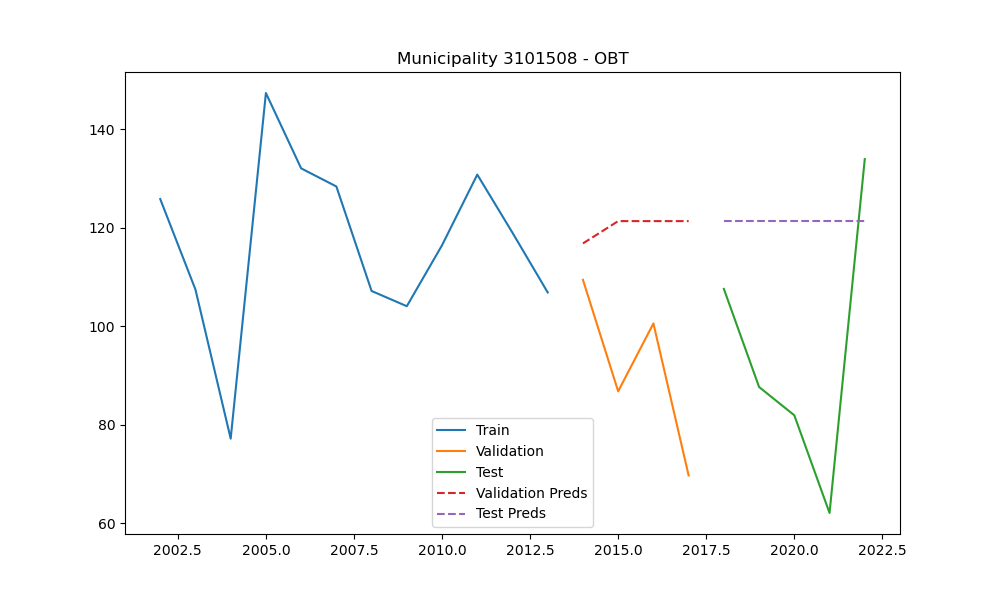 Municipality 3101508 - OBT
140
120
100
80
60
Train
Validation
Test
Validation Preds
Test Preds
2002.5 2005.0 2007.5 2010.0 2012.5 2015.0 2017.5 2020.0 2022.5